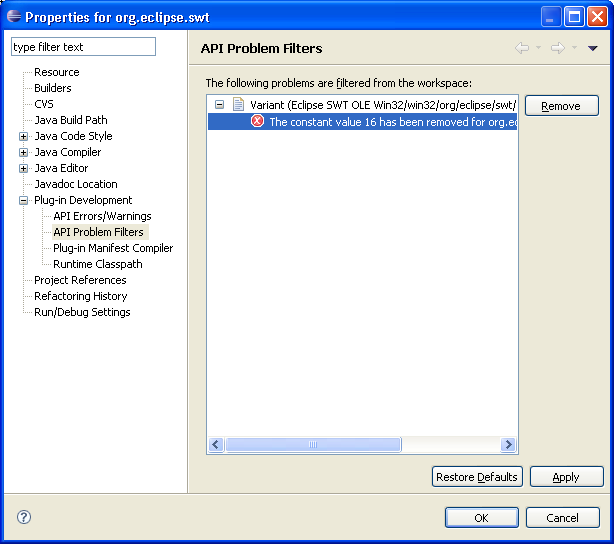 Properties for org.eclipse.swt
type filter text
API Problem Filters
Resource
Builders
CVS
Java Build Path
Java Code Style
Java Compiler
Java Editor
Javadoc Location
Plug-in Development
API Errors/Warnings
API Problem Filters
Plug-in Manifest Compiler
Runtime Classpath
Project References
Refactoring History
Run/Debug Settings
The following problems are filtered from the workspace:
Variant (Eclipse SWT OLE Win32/win32/org/eclipse/swt/
The constant value 16 has been removed for org.ec
Remove
Restore Defaults
Apply
OK
Cancel